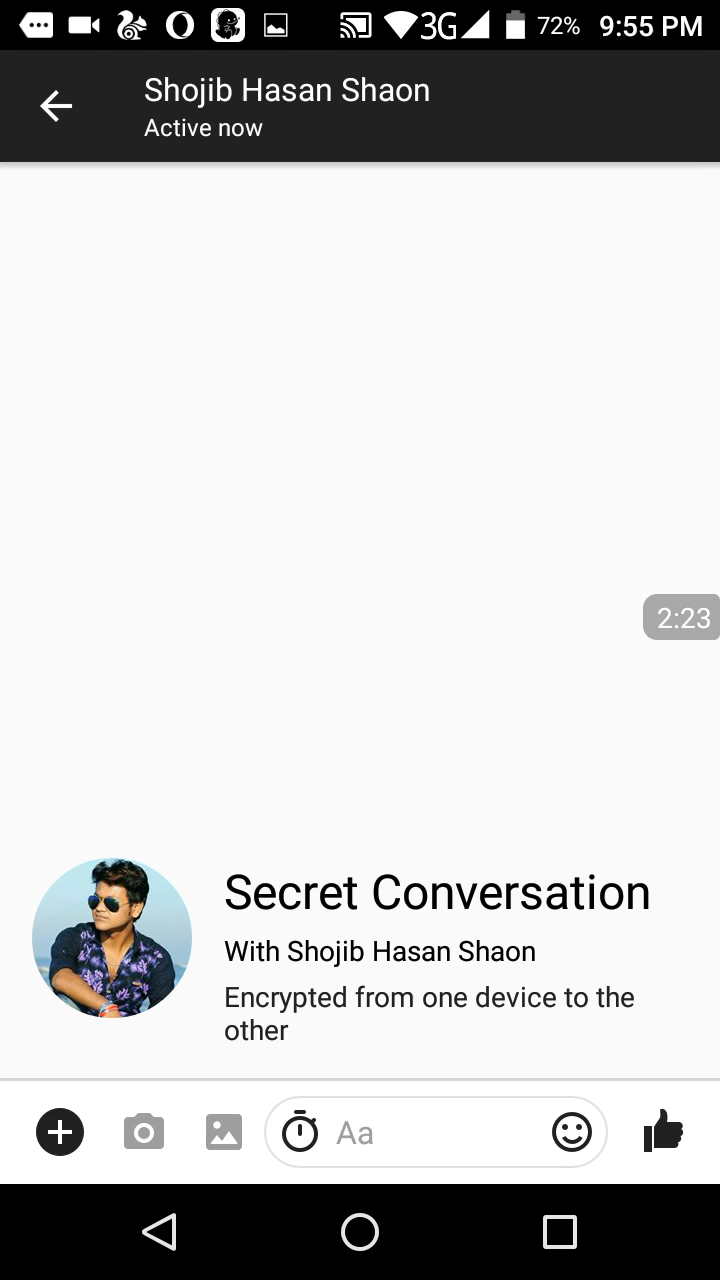 3G 72% 9:55 PM
Shojib Hasan Shaon
Active now
2:23
Secret Conversation
With Shojib Hasan Shaon
Encrypted from one device to the
other
Aa